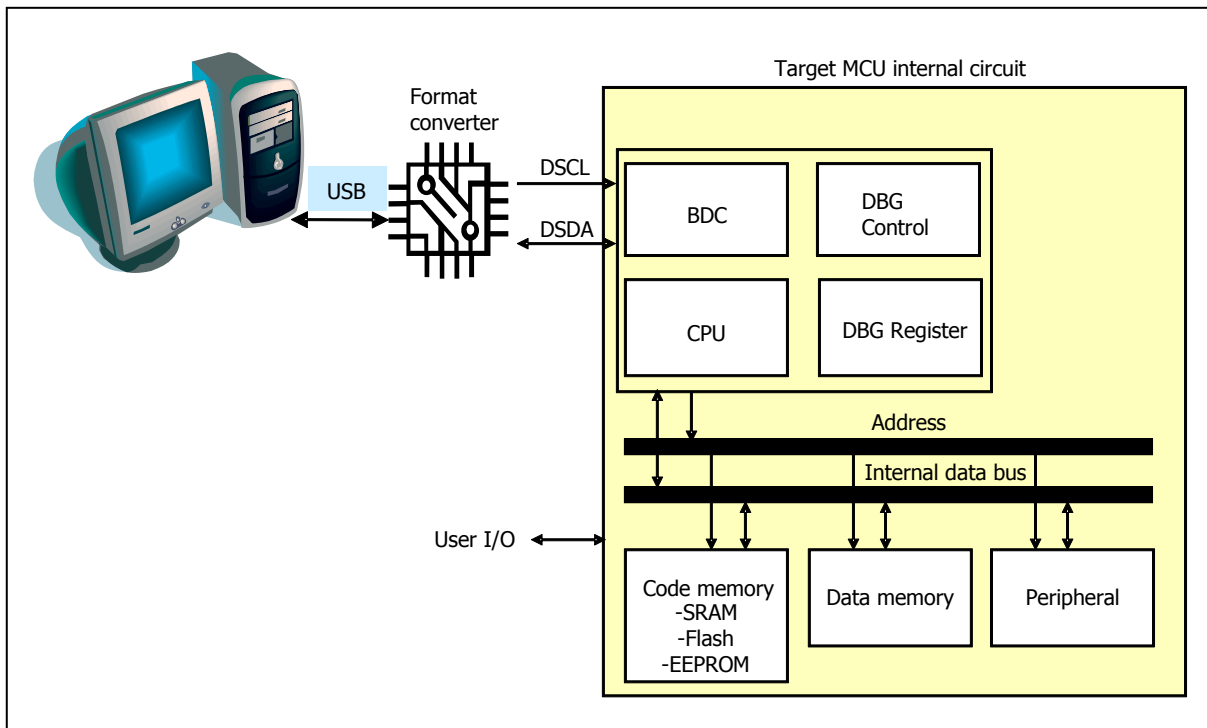 Target MCU internal circuit
Format
converter
USB
DSCL
DSDA
BDC
DBG
Control
CPU
DBG Register
Address
Internal data bus
User I/O
Code memory
-SRAM
-Flash
-EEPROM
Data memory
Peripheral